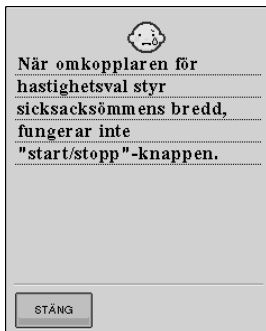 När omkopplaren för
hastighetsval styr
sicksacksömmens bredd,
fungerar inte
"start/stopp"-knappen.
STÄNG